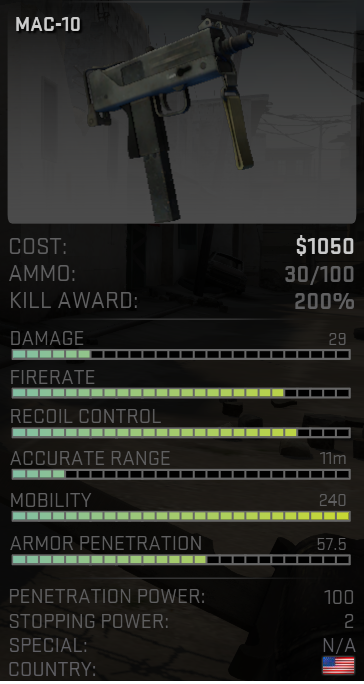 MAC-10
COST: $1050
AMMO: 30/100
KILL AWARD: 200%
DAMAGE 29
FIRERATE
RECOIL CONTROL
ACCURATE RANGE 11m
MOBILITY 240
ARMOR PENETRATION 57.5
PENETRATION POWER: 100
STOPPING POWER: 2
SPECIAL: N/A
COUNTRY: